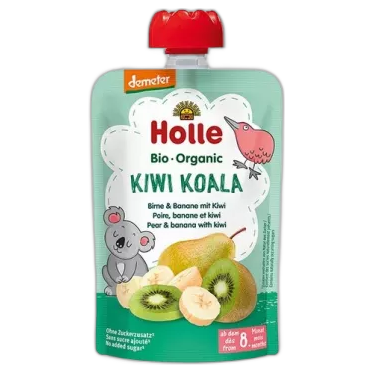 demeter
Holle
Bio • Organic
KIWI KOALA
Birne & Banane mit Kiwi
Poire, banane et kiwi
Pear & banana with kiwi
Ohne Zuckerzusatz*
Sans sucre ajouté*
No added sugar*
ab dem
dès
from
8.
Monat
mois
months